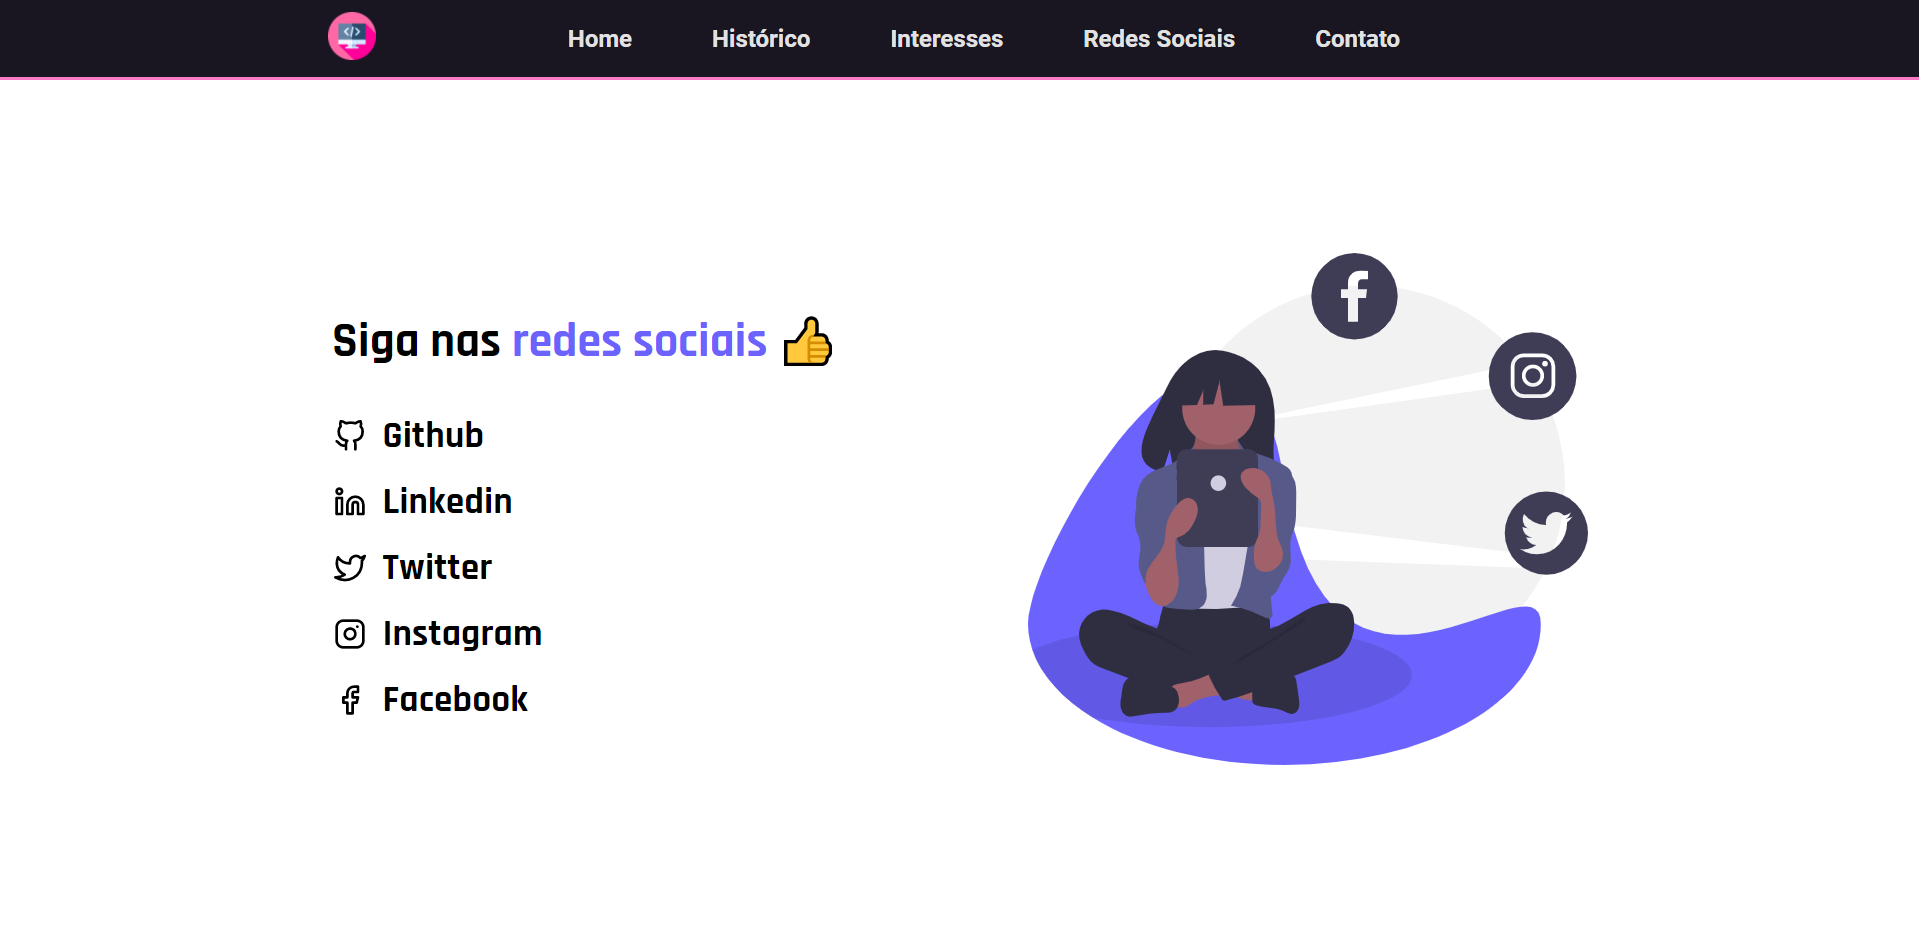 Home Histórico Interesses Redes Sociais Contato
Siga nas redes sociais
Github
Linkedin
Twitter
Instagram
Facebook